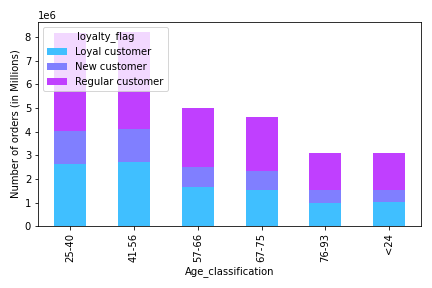 1e6
loyalty_flag
Loyal customer
New customer
Regular customer
Number of orders (in Millions)
8
7
6
5
4
3
2
1
0
25-40
41-56
57-66
67-75
76-93
<24
Age_classification